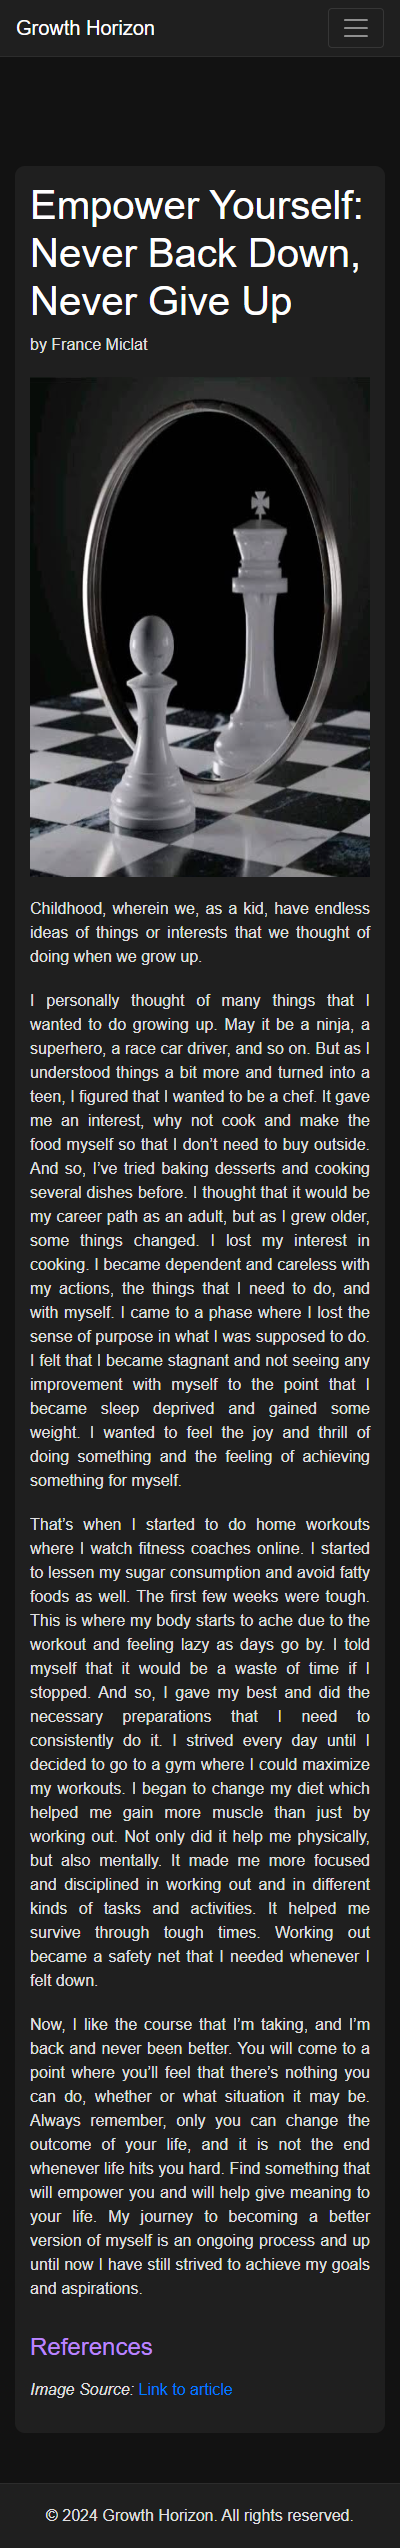 Growth Horizon
Empower Yourself:
Never Back Down,
Never Give Up
by France Miclat
Childhood, wherein we, as a kid, have endless
ideas of things or interests that we thought of
doing when we grow up.
I personally thought of many things that I
wanted to do growing up. May it be a ninja, a
superhero, a race car driver, and so on. But as I
understood things a bit more and turned into a
teen, I figured that I wanted to be a chef. It gave
me an interest, why not cook and make the
food myself so that I don’t need to buy outside.
And so, I’ve tried baking desserts and cooking
several dishes before. I thought that it would be
my career path as an adult, but as I grew older,
some things changed. I lost my interest in
cooking. I became dependent and careless with
my actions, the things that I need to do, and
with myself. I came to a phase where I lost the
sense of purpose in what I was supposed to do.
I felt that I became stagnant and not seeing any
improvement with myself to the point that I
became sleep deprived and gained some
weight. I wanted to feel the joy and thrill of
doing something and the feeling of achieving
something for myself.
That’s when I started to do home workouts
where I watch fitness coaches online. I started
to lessen my sugar consumption and avoid fatty
foods as well. The first few weeks were tough.
This is where my body starts to ache due to the
workout and feeling lazy as days go by. I told
myself that it would be a waste of time if I
stopped. And so, I gave my best and did the
necessary preparations that I need to
consistently do it. I strived every day until I
decided to go to a gym where I could maximize
my workouts. I began to change my diet which
helped me gain more muscle than just by
working out. Not only did it help me physically,
but also mentally. It made me more focused
and disciplined in working out and in different
kinds of tasks and activities. It helped me
survive through tough times. Working out
became a safety net that I needed whenever I
felt down.
Now, I like the course that I’m taking, and I’m
back and never been better. You will come to a
point where you’ll feel that there’s nothing you
can do, whether or what situation it may be.
Always remember, only you can change the
outcome of your life, and it is not the end
whenever life hits you hard. Find something that
will empower you and will help give meaning to
your life. My journey to becoming a better
version of myself is an ongoing process and up
until now I have still strived to achieve my goals
and aspirations.
References
Image Source: Link to article
© 2024 Growth Horizon. All rights reserved.